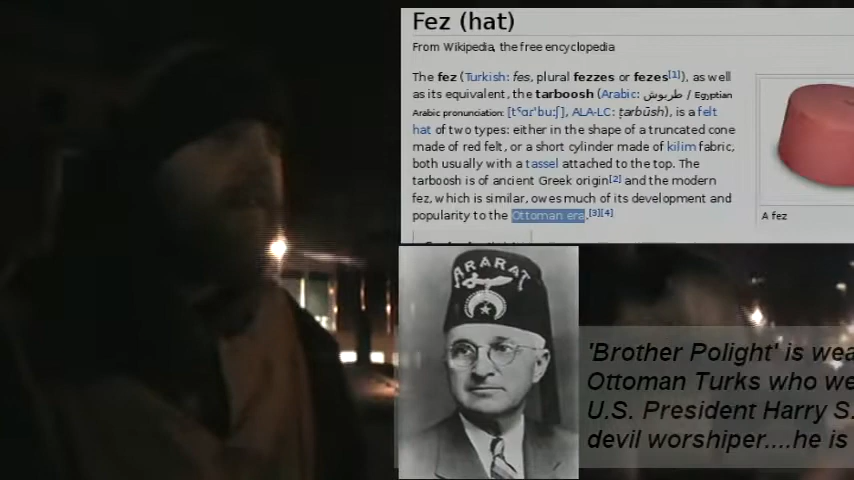 Fez (hat)
From Wikipedia, the free encyclopedia
The fez (Turkish: fes, plural fezzes or fezes[1]), as well
as its equivalent, the tarboosh (Arabic: طربوش / Egyptian
Arabic pronunciation: [tˤɑɾˈbuːʃ], ALA-LC: ṭarbūsh), is a felt
hat of two types: either in the shape of a truncated cone
made of red felt, or a short cylinder made of kilim fabric,
both usually with a tassel attached to the top. The
tarboosh is of ancient Greek origin[2] and the modern
fez, which is similar, owes much of its development and
popularity to the Ottoman era.[3][4]
A fez
ARARAT
'Brother Polight' is wea
Ottoman Turks who we
U.S. President Harry S.
devil worshiper....he is